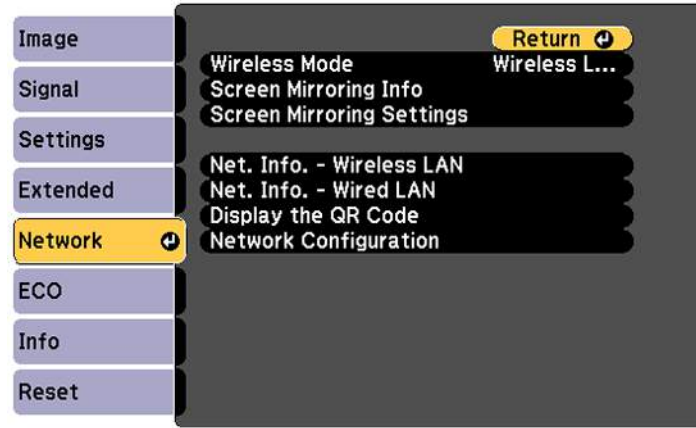 Image
Signal
Settings
Extended
Network
ECO
Info
Reset
Return
Wireless Mode Wireless L...
Screen Mirroring Info
Screen Mirroring Settings
Net. Info. - Wireless LAN
Net. Info. - Wired LAN
Display the QR Code
Network Configuration